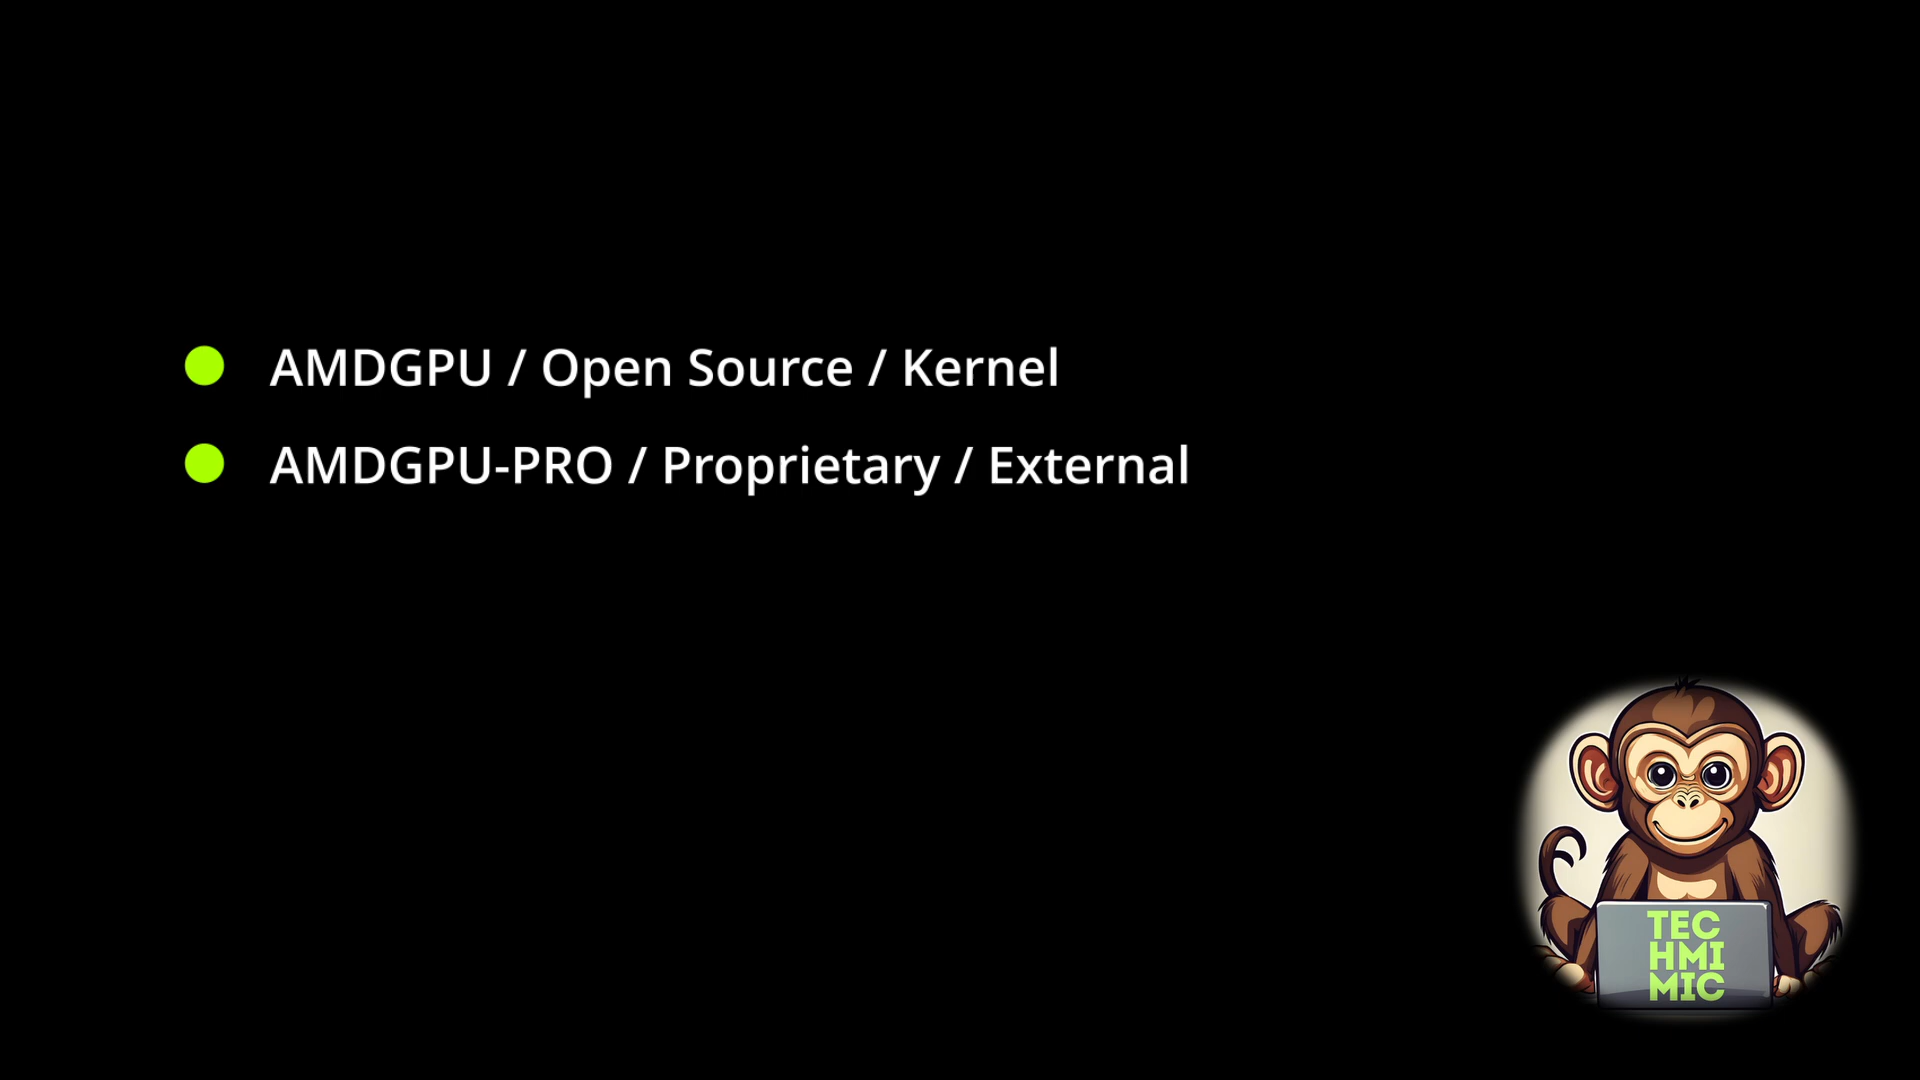 AMDGPU / Open Source / Kernel
AMDGPU-PRO / Proprietary / External
TEC
HMI
MIC